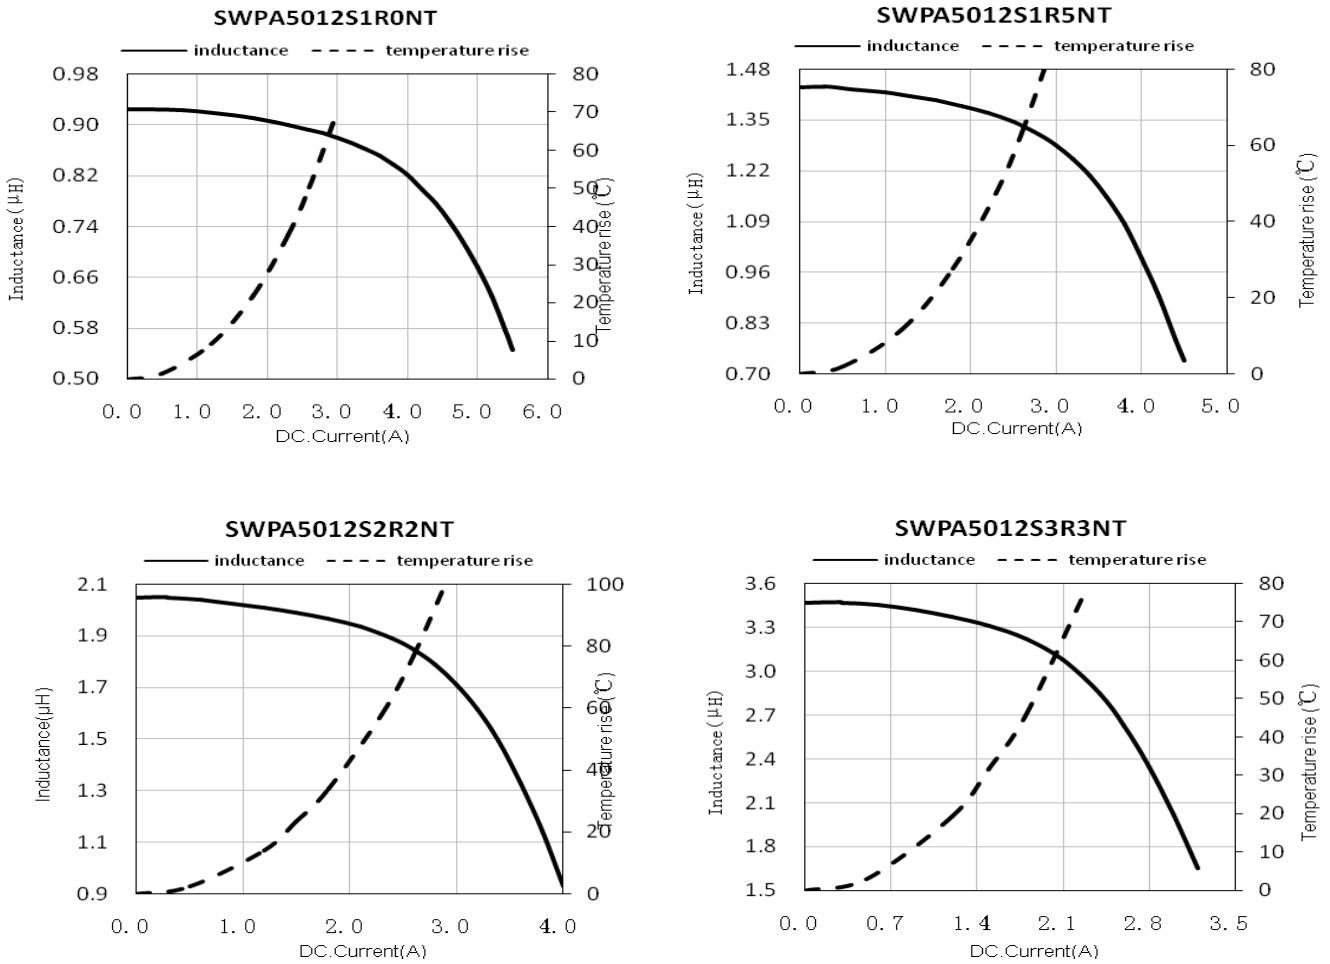 SWPA5012S1R0NT
inductance temperature rise
0.98 80
70
0.90
60
0.82
50
0.74 40
30
0.66
20
0.58
10
0.50 0
0.0 1.0 2.0 3.0 4.0 5.0 6.0
DC.Current(A)
Inductance(μH)
Temperature rise(℃)
SWPA5012S1R5NT
inductance temperature rise
1.48 80
1.35
60
1.22
1.09 40
0.96
20
0.83
0.70 0
0.0 1.0 2.0 3.0 4.0 5.0
DC.Current(A)
Inductance(μH)
Temperature rise(℃)
SWPA5012S2R2NT
inductance temperature rise
2.1 100
1.9
80
1.7
60
1.5
40
1.3
20
1.1
0.9 0
0.0 1.0 2.0 3.0 4.0
DC.Current(A)
Inductance(μH)
Temperature rise(℃)
SWPA5012S3R3NT
inductance temperature rise
3.6 80
3.3 70
3.0 60
2.7 50
40
2.4
30
2.1 20
1.8 10
1.5 0
0.0 0.7 1.4 2.1 2.8 3.5
DC.Current(A)
Inductance(μH)
Temperature rise(℃)